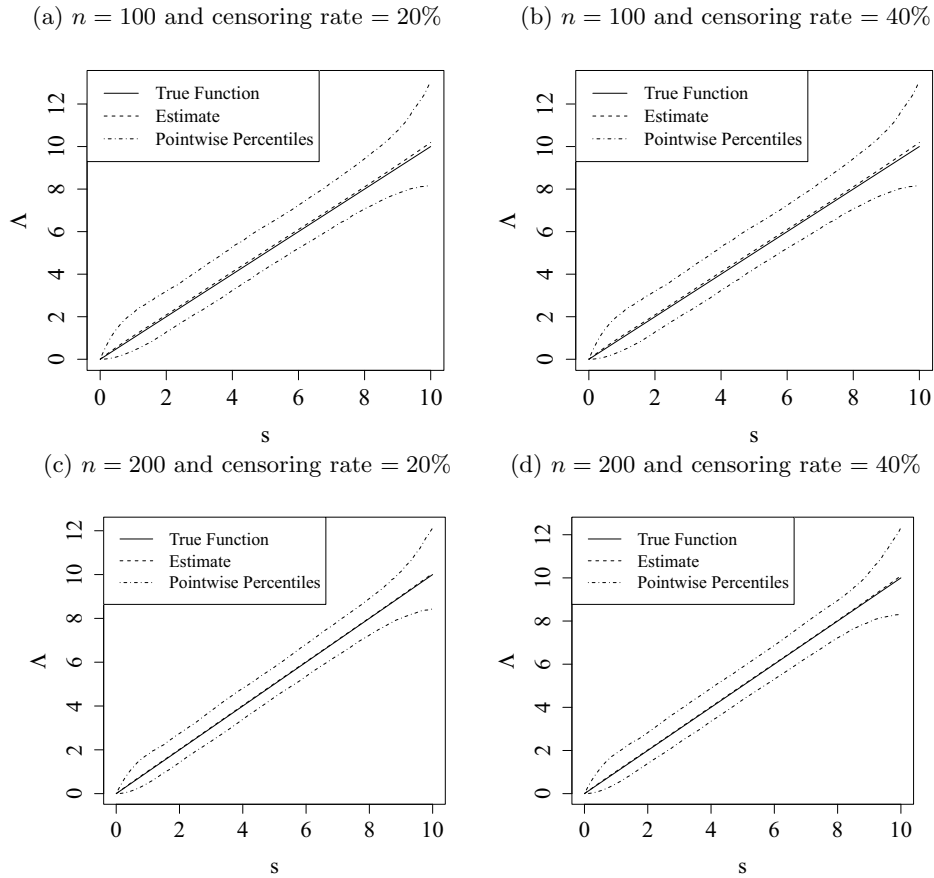 (a) n = 100 and censoring rate = 20%
(b) n = 100 and censoring rate = 40%
True Function
Estimate
Pointwise Percentiles
Λ
0 2 4 6 8 10 12
0 2 4 6 8 10
s
True Function
Estimate
Pointwise Percentiles
Λ
0 2 4 6 8 10 12
0 2 4 6 8 10
s
(c) n = 200 and censoring rate = 20%
(d) n = 200 and censoring rate = 40%
True Function
Estimate
Pointwise Percentiles
Λ
0 2 4 6 8 10 12
0 2 4 6 8 10
s
True Function
Estimate
Pointwise Percentiles
Λ
0 2 4 6 8 10 12
0 2 4 6 8 10
s